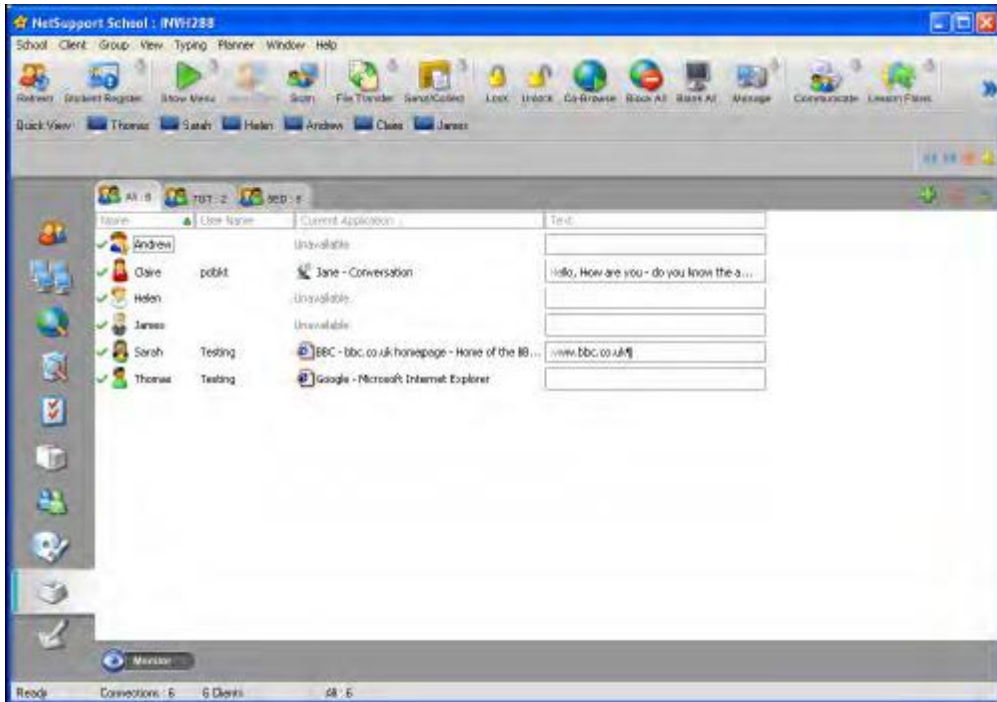 NetSupport School : INVH288
School Client Group View Typing Planner Window Help
Refresh Student Register Show Menu Scan File Transfer Send/Collect Lock Unlock Co-Browse Block All Blank All Manage Communicate Lesson Plans
Quick View: Thomas Sarah Helen Andrew Claire James
All : 6 TGT : 2
Name User Name Current Application Text
Andrew Unavailable
Claire pobkt Jane - Conversation Hello, How are you - do you know the a...
Helen Unavailable
James Unavailable
Sarah Testing BBC - bbc.co.uk homepage - Home of the BB... www.bbc.co.uk¶
Thomas Testing Google - Microsoft Internet Explorer
Monitor
Ready Connections : 6 6 Clients All : 6